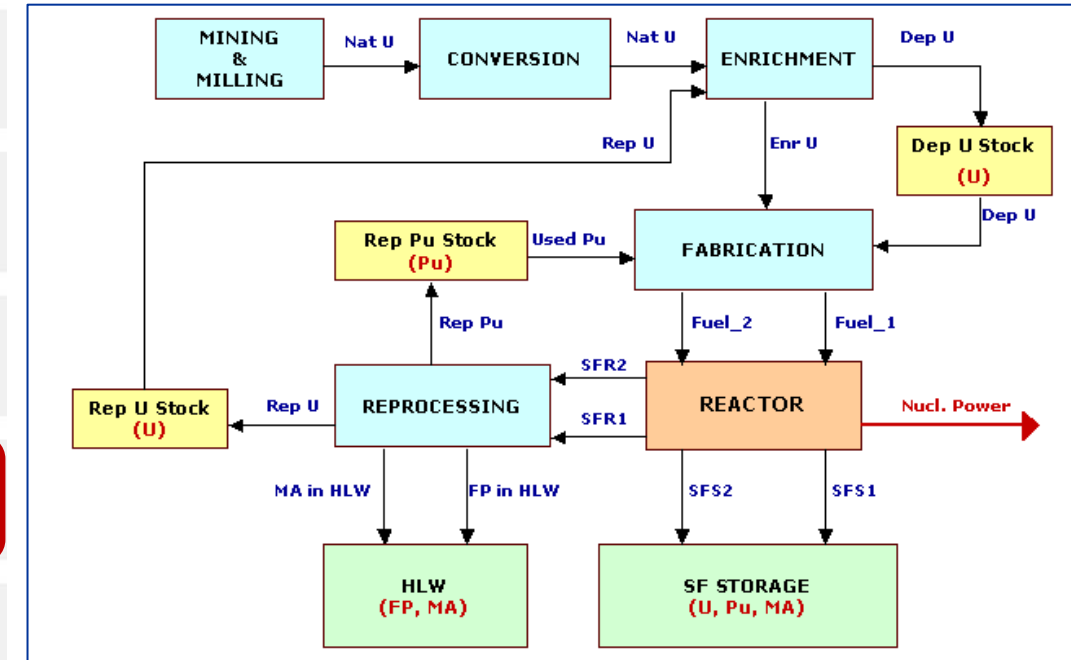 MINING
&
MILLING
Nat U
CONVERSION
Nat U
ENRICHMENT
Dep U
Rep U
Enr U
Dep U Stock
(U)
Dep U
Rep Pu Stock
(Pu)
Used Pu
FABRICATION
Rep Pu
Fuel_2
Fuel_1
Rep U Stock
(U)
Rep U
REPROCESSING
SFR2
SFR1
REACTOR
Nucl. Power
MA in HLW
FP in HLW
SFS2
SFS1
HLW
(FP, MA)
SF STORAGE
(U, Pu, MA)